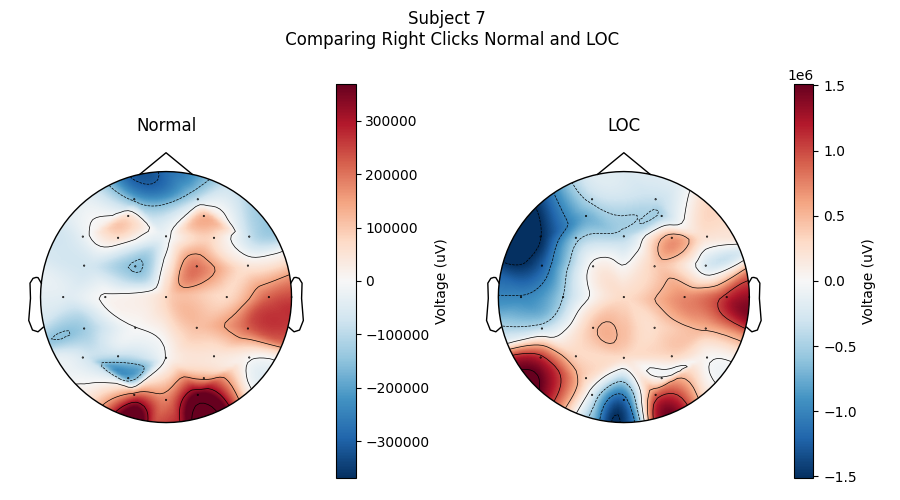 Subject 7
Comparing Right Clicks Normal and LOC
Normal
300000
200000
100000
0
−100000
−200000
−300000
Voltage (uV)
LOC
1e6
1.5
1.0
0.5
0.0
−0.5
−1.0
−1.5
Voltage (uV)